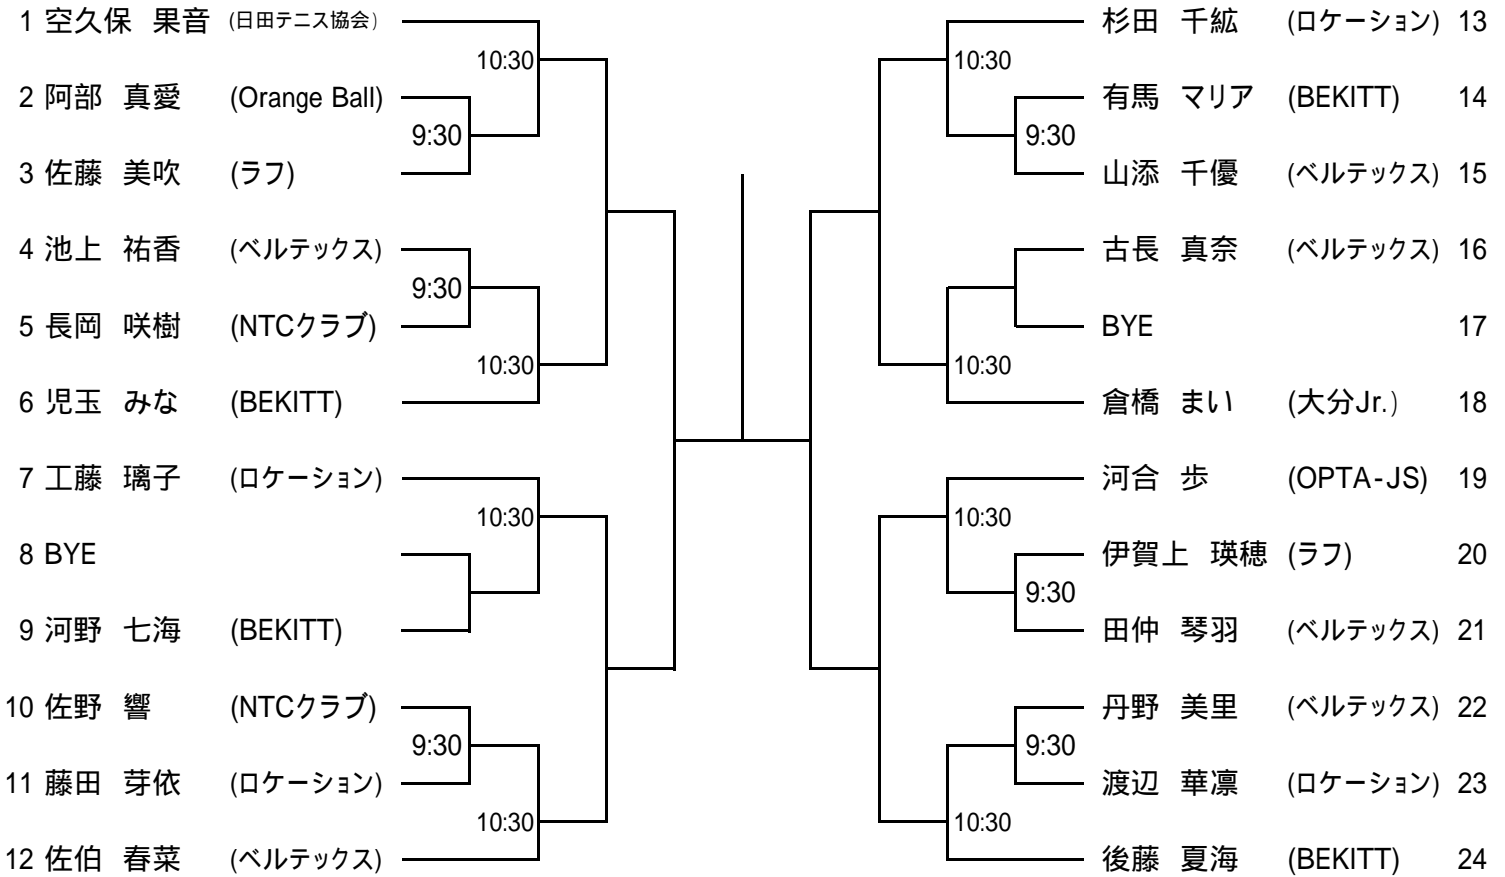 1 空久保 果音 (日田テニス協会)
10:30
2 阿部 真愛 (Orange Ball)
9:30
3 佐藤 美吹 (ラフ)
4 池上 祐香 (ベルテックス)
9:30
5 長岡 咲樹 (NTCクラブ)
10:30
6 児玉 みな (BEKITT)
7 工藤 璃子 (ロケーション)
10:30
8 BYE
9 河野 七海 (BEKITT)
10 佐野 響 (NTCクラブ)
9:30
11 藤田 芽依 (ロケーション)
10:30
12 佐伯 春菜 (ベルテックス)
杉田 千紘 (ロケーション) 13
10:30
有馬 マリア (BEKITT) 14
9:30
山添 千優 (ベルテックス) 15
古長 真奈 (ベルテックス) 16
BYE 17
10:30
倉橋 まい (大分Jr.) 18
河合 歩 (OPTA-JS) 19
10:30
伊賀上 瑛穂 (ラフ) 20
9:30
田仲 琴羽 (ベルテックス) 21
丹野 美里 (ベルテックス) 22
9:30
渡辺 華凛 (ロケーション) 23
10:30
後藤 夏海 (BEKITT) 24